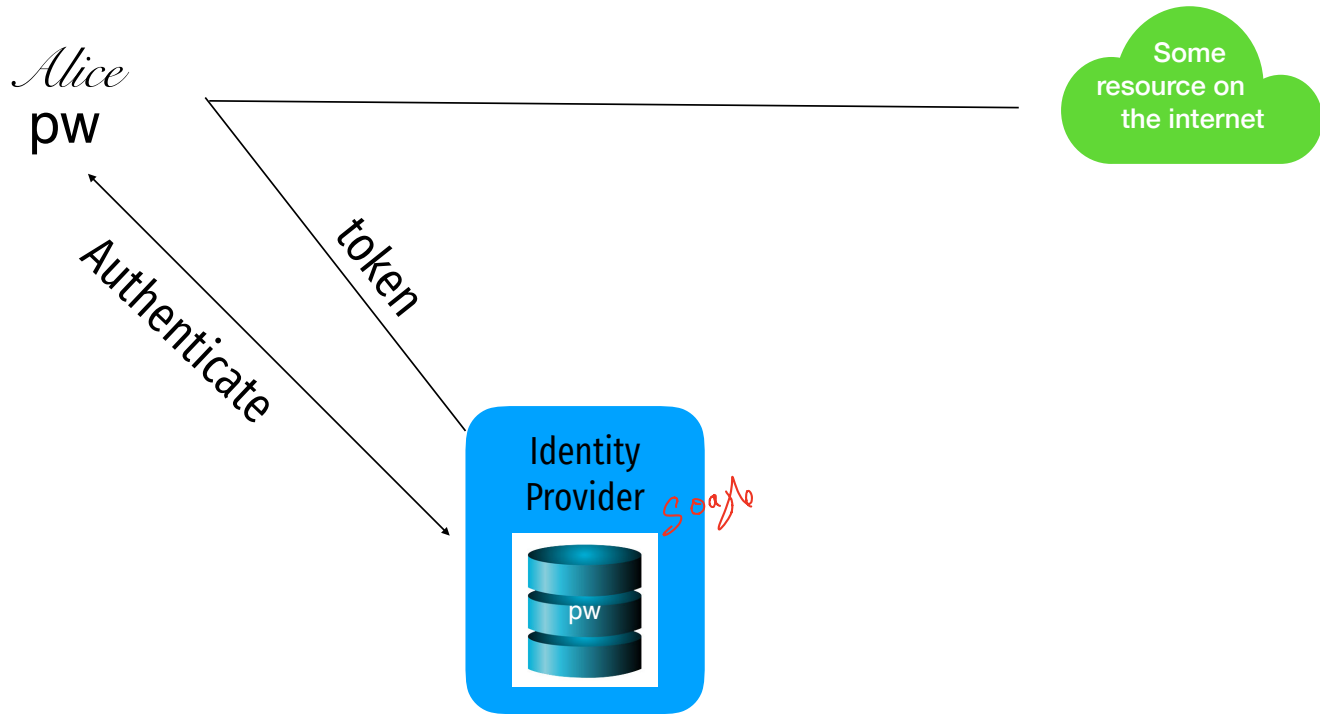 Alice
pw
Some
resource on
the internet
token
Authenticate
Identity
Provider
pw